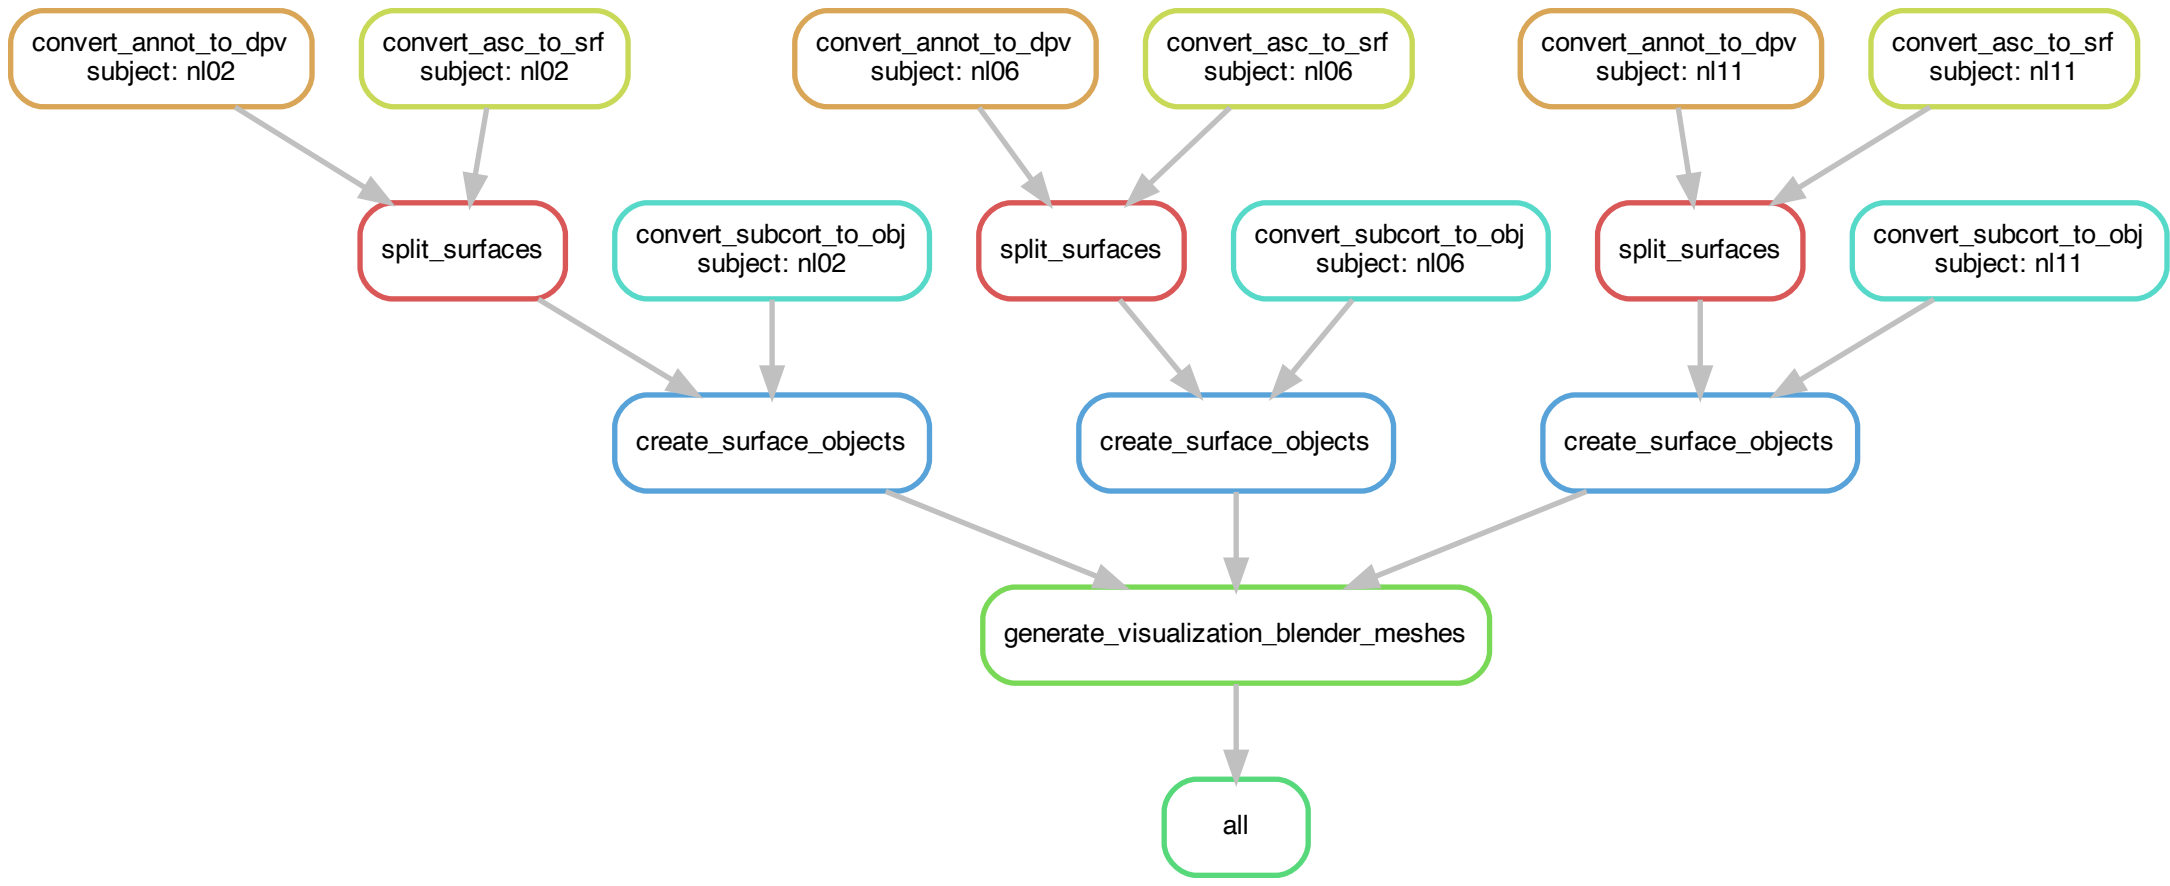 convert_annot_to_dpv
subject: nl02
convert_asc_to_srf
subject: nl02
convert_annot_to_dpv
subject: nl06
convert_asc_to_srf
subject: nl06
convert_annot_to_dpv
subject: nl11
convert_asc_to_srf
subject: nl11
split_surfaces
convert_subcort_to_obj
subject: nl02
split_surfaces
convert_subcort_to_obj
subject: nl06
split_surfaces
convert_subcort_to_obj
subject: nl11
create_surface_objects
create_surface_objects
create_surface_objects
generate_visualization_blender_meshes
all